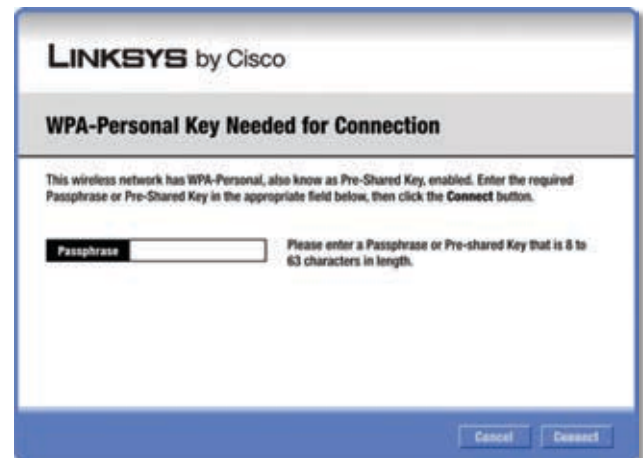 LINKSYS by Cisco
WPA-Personal Key Needed for Connection
This wireless network has WPA-Personal, also know as Pre-Shared Key, enabled. Enter the required
Passphrase or Pre-Shared Key in the appropriate field below, then click the Connect button.
Passphrase
Please enter a Passphrase or Pre-shared Key that is 8 to
63 characters in length.
Cancel Connect